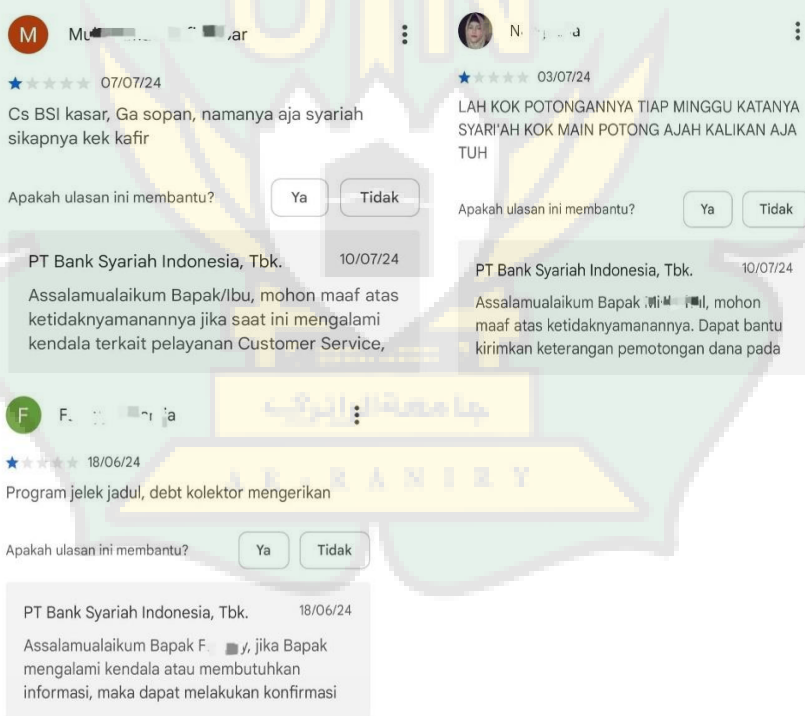 M
07/07/24
Cs BSI kasar, Ga sopan, namanya aja syariah
sikapnya kek kafir
Apakah ulasan ini membantu?
Ya
Tidak
PT Bank Syariah Indonesia, Tbk.
10/07/24
Assalamualaikum Bapak/Ibu, mohon maaf atas
ketidaknyamanannya jika saat ini mengalami
kendala terkait pelayanan Customer Service,
03/07/24
LAH KOK POTONGANNYA TIAP MINGGU KATANYA
SYARI'AH KOK MAIN POTONG AJAH KALIKAN AJA
TUH
Apakah ulasan ini membantu?
Ya
Tidak
PT Bank Syariah Indonesia, Tbk.
10/07/24
Assalamualaikum Bapak mohon
maaf atas ketidaknyamanannya. Dapat bantu
kirimkan keterangan pemotongan dana pada
F
18/06/24
Program jelek jadul, debt kolektor mengerikan
Apakah ulasan ini membantu?
Ya
Tidak
PT Bank Syariah Indonesia, Tbk.
18/06/24
Assalamualaikum Bapak jika Bapak
mengalami kendala atau membutuhkan
informasi, maka dapat melakukan konfirmasi
جامعة الرانيري
AR-RANIRY